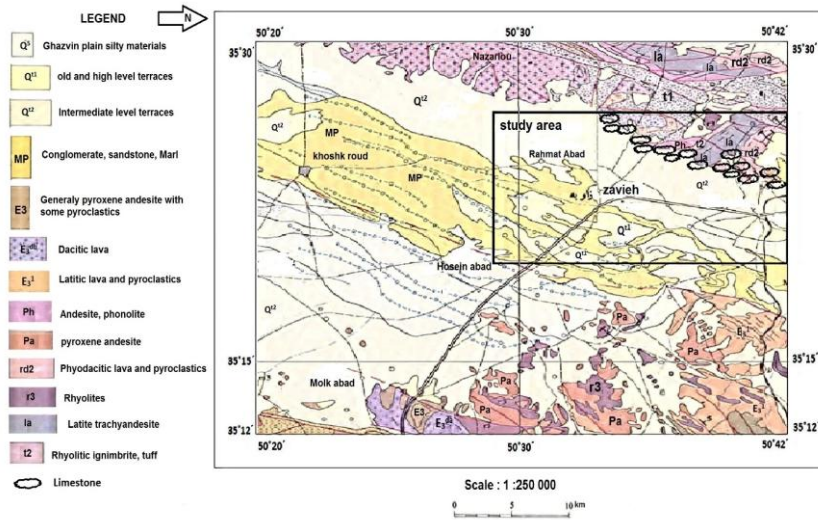 LEGEND
N
Q^s Ghazvin plain silty materials
Q^t1 old and high level terraces
Q^t2 Intermediate level terraces
MP Conglomerate, sandstone, Marl
E3 Generaly pyroxene andesite with
some pyroclastics
Dacitic lava
E₃¹ Latitic lava and pyroclastics
Ph Andesite, phonolite
Pa pyroxene andesite
rd2 Phyodacitic lava and pyroclastics
r3 Rhyolites
la Latite trachyandesite
t2 Rhyolitic ignimbrite, tuff
Limestone
50° 20' 50° 30' 50° 42'
35° 30' 35° 30'
Nazarlou
la
rd2
la
rd2
t1
Q^t2
Q^t2
study area
MP
khoshk roud
MP
Rahmat Abad
Ph
t2
la
la
rd2
Q^t2
zavieh
Q^t1
Q^t1
Hosein abad
Q^t2
35° 15' 35° 15'
Pa
Pa
E₃¹
Molk abad
r3
Pa
E3
Pa
Pa
35° 12' 35° 12'
50° 20' 50° 30' 50° 42'
Scale : 1 :250 000
0 5 10 km